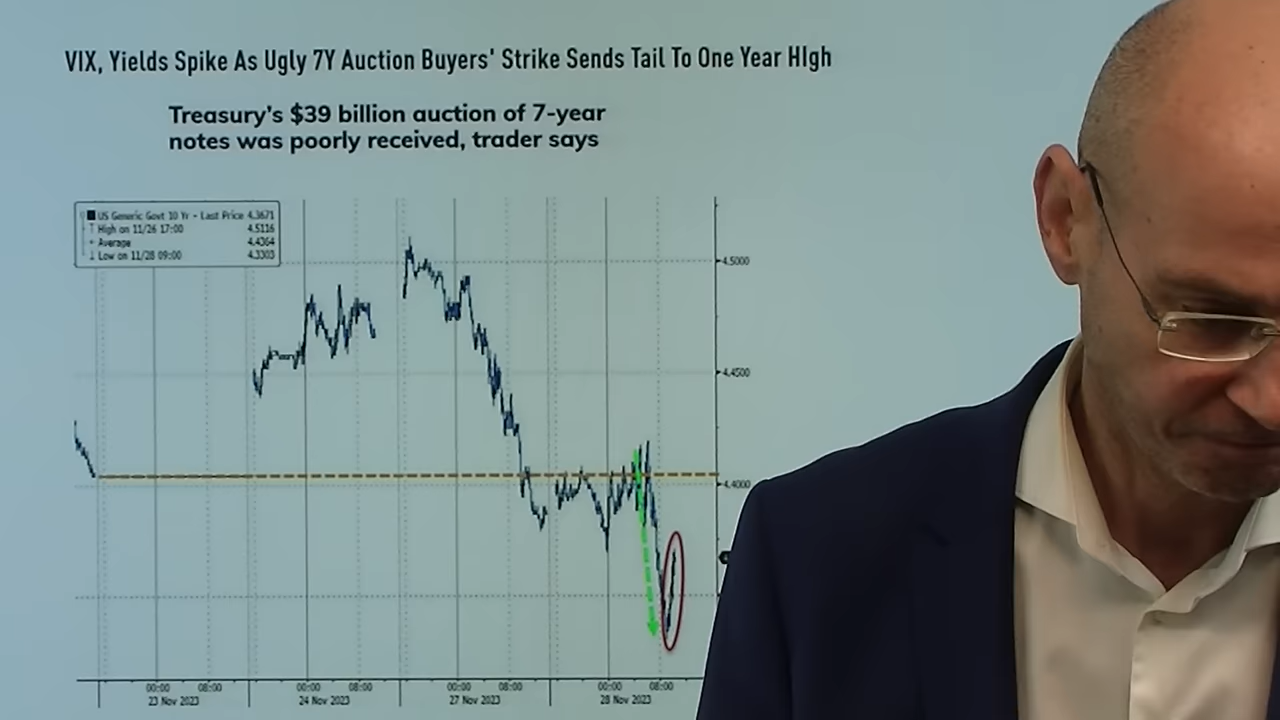 VIX, Yields Spike As Ugly 7Y Auction Buyers' Strike Sends Tail To One Year HIgh
Treasury's $39 billion auction of 7-year
notes was poorly received, trader says
US Generic Govt 10 Yr - Last Price 4.3671
High on 11/26 17:00 4.5116
Average 4.4364
Low on 11/28 09:00 4.3303
4.5000
4.4500
4.4000
00:00 08:00 00:00 08:00 00:00 08:00 00:00 08:00
23 Nov 2023 24 Nov 2023 27 Nov 2023 28 Nov 2023